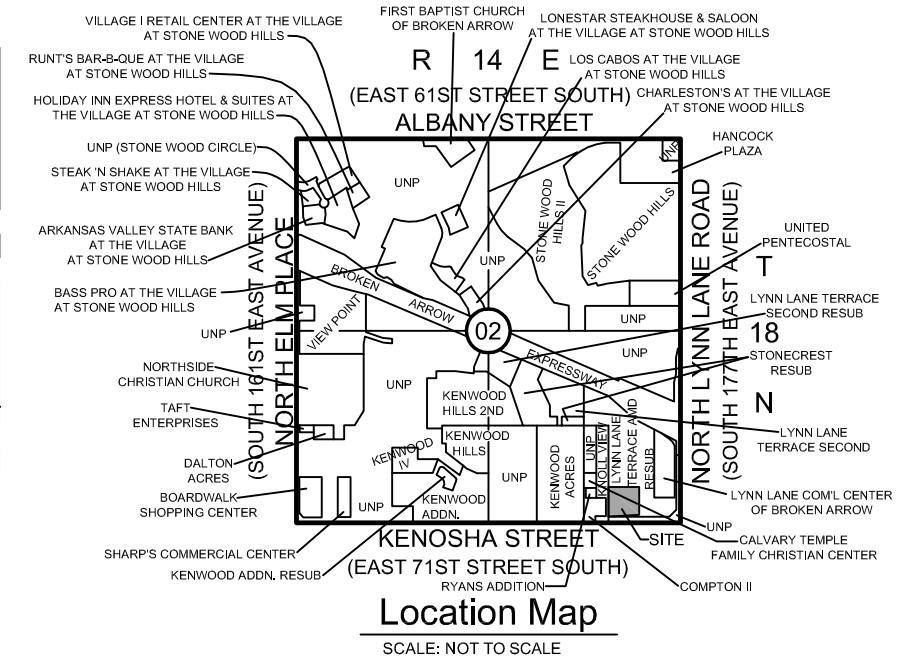 VILLAGE I RETAIL CENTER AT THE VILLAGE
AT STONE WOOD HILLS
FIRST BAPTIST CHURCH
OF BROKEN ARROW
LONESTAR STEAKHOUSE & SALOON
AT THE VILLAGE AT STONE WOOD HILLS
RUNT'S BAR-B-QUE AT THE VILLAGE
AT STONE WOOD HILLS
R 14 E
LOS CABOS AT THE VILLAGE
AT STONE WOOD HILLS
HOLIDAY INN EXPRESS HOTEL & SUITES AT
THE VILLAGE AT STONE WOOD HILLS
(EAST 61ST STREET SOUTH)
ALBANY STREET
CHARLESTON'S AT THE VILLAGE
AT STONE WOOD HILLS
HANCOCK
PLAZA
UNP (STONE WOOD CIRCLE)
STEAK 'N SHAKE AT THE VILLAGE
AT STONE WOOD HILLS
ARKANSAS VALLEY STATE BANK
AT THE VILLAGE
AT STONE WOOD HILLS
BASS PRO AT THE VILLAGE
AT STONE WOOD HILLS
UNP
NORTHSIDE
CHRISTIAN CHURCH
TAFT
ENTERPRISES
DALTON
ACRES
BOARDWALK
SHOPPING CENTER
SHARP'S COMMERCIAL CENTER
KENWOOD ADDN. RESUB
(SOUTH 161ST EAST AVENUE)
NORTH ELM PLACE
UNP
UNP
UNP
STONE WOOD
HILLS II
STONE WOOD HILLS
BROKEN ARROW
EXPRESSWAY
VIEW POINT
02
UNP
UNP
UNP
KENWOOD
HILLS 2ND
KENWOOD
HILLS
KENWOOD
IV
KENWOOD
ADDN.
UNP
UNP
KENWOOD
ACRES
UNP
KNOLL VIEW
LYNN LANE
TERRACE AMD
RESUB
NORTH LYNN LANE ROAD
(SOUTH 177TH EAST AVENUE)
UNITED
PENTECOSTAL
T
LYNN LANE TERRACE
SECOND RESUB
18
STONECREST
RESUB
N
LYNN LANE
TERRACE SECOND
LYNN LANE COM'L CENTER
OF BROKEN ARROW
UNP
CALVARY TEMPLE
FAMILY CHRISTIAN CENTER
SITE
COMPTON II
RYANS ADDITION
KENOSHA STREET
(EAST 71ST STREET SOUTH)
Location Map
SCALE: NOT TO SCALE